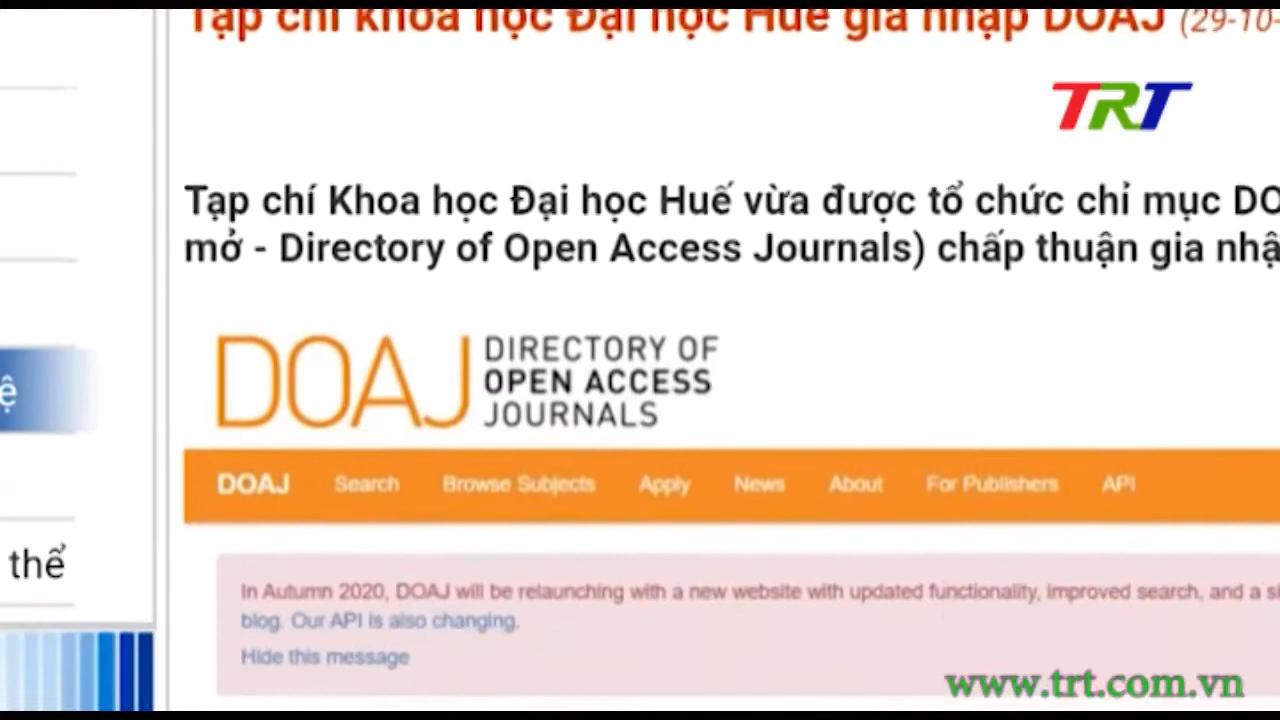 Tạp chí khoa học Đại học Huế gia nhập DOAJ (29-10-
TRT
Tạp chí Khoa học Đại học Huế vừa được tổ chức chỉ mục DO
mở - Directory of Open Access Journals) chấp thuận gia nhậ
DOAJ DIRECTORY OF
OPEN ACCESS
JOURNALS
ệ
DOAJ Search Browse Subjects Apply News About For Publishers API
thể
In Autumn 2020, DOAJ will be relaunching with a new website with updated functionality, improved search, and a
blog. Our API is also changing.
Hide this message
www.trt.com.vn